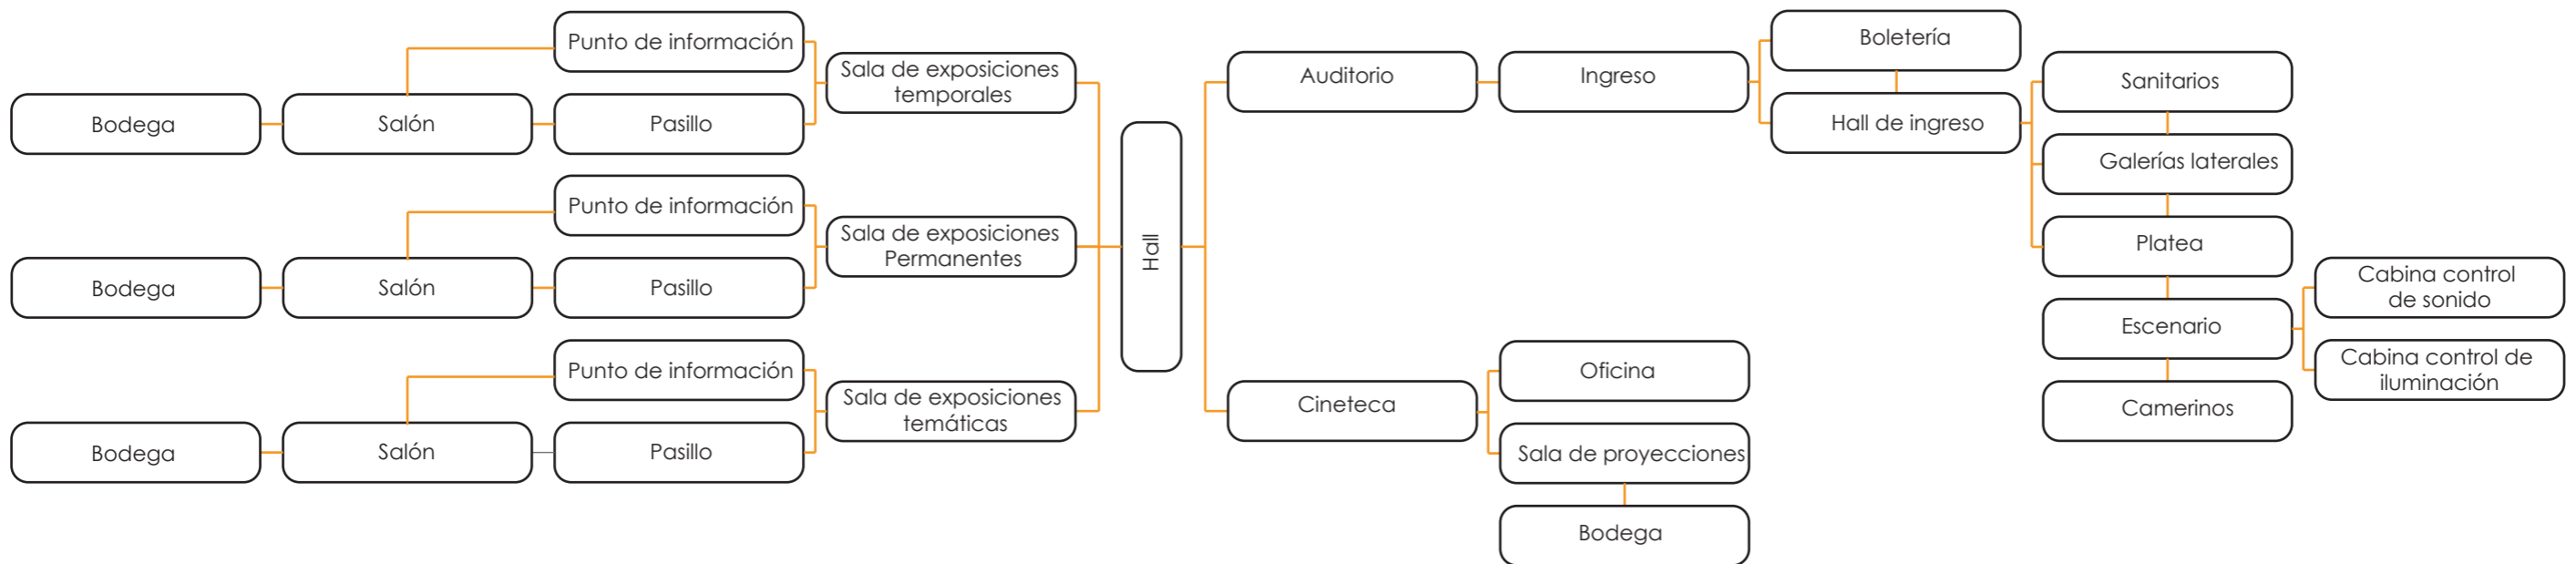 Punto de información
Sala de exposiciones
temporales
Bodega
Salón
Pasillo
Punto de información
Sala de exposiciones
Permanentes
Bodega
Salón
Pasillo
Punto de información
Sala de exposiciones
temáticas
Bodega
Salón
Pasillo
Hall
Auditorio
Ingreso
Boletería
Hall de ingreso
Sanitarios
Galerías laterales
Platea
Escenario
Cabina control
de sonido
Cabina control de
iluminación
Camerinos
Cineteca
Oficina
Sala de proyecciones
Bodega